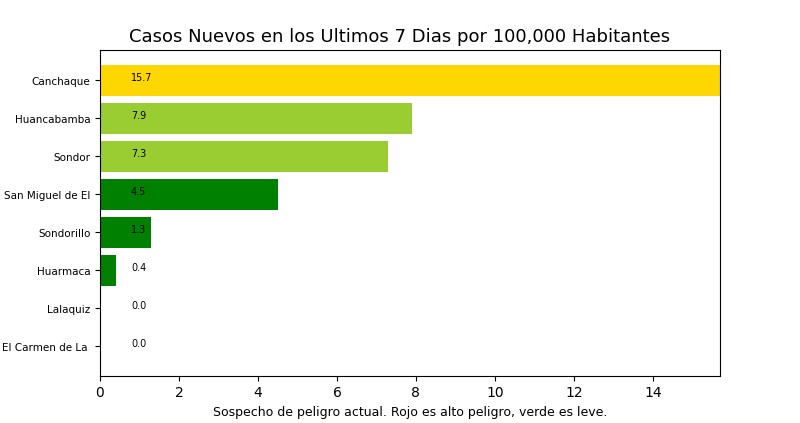 Casos Nuevos en los Ultimos 7 Dias por 100,000 Habitantes
Canchaque 15.7
Huancabamba 7.9
Sondor 7.3
San Miguel de El 4.5
Sondorillo 1.3
Huarmaca 0.4
Lalaquiz 0.0
El Carmen de La 0.0
0 2 4 6 8 10 12 14
Sospecho de peligro actual. Rojo es alto peligro, verde es leve.